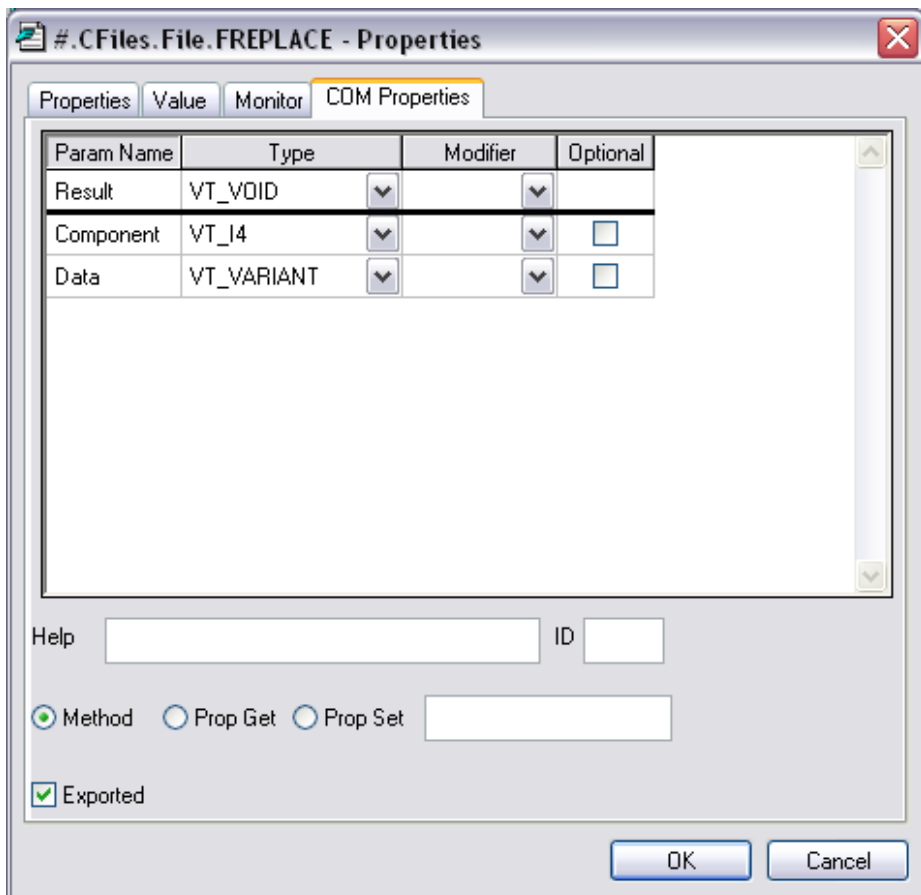 #.CFiles.File.FREPLACE - Properties
Properties Value Monitor COM Properties
Param Name Type Modifier Optional
Result VT_VOID
Component VT_I4
Data VT_VARIANT
Help ID
Method Prop Get Prop Set
Exported
OK Cancel